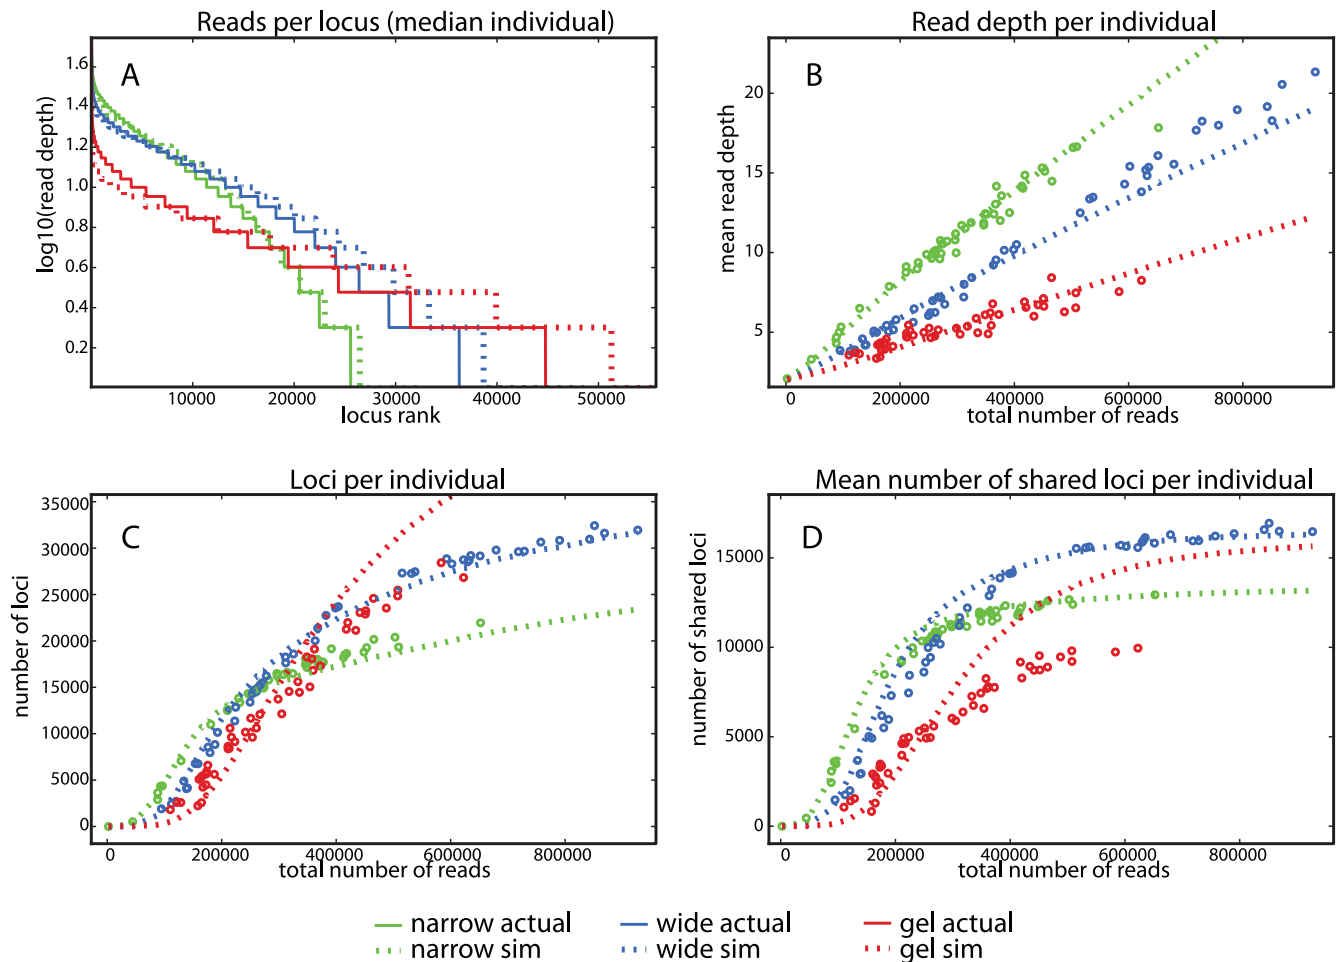 Reads per locus (median individual)
A
log10(read depth)
1.6
1.4
1.2
1.0
0.8
0.6
0.4
0.2
10000 20000 30000 40000 50000
locus rank
Read depth per individual
B
mean read depth
20
15
10
5
0 200000 400000 600000 800000
total number of reads
Loci per individual
C
number of loci
35000
30000
25000
20000
15000
10000
5000
0
0 200000 400000 600000 800000
total number of reads
Mean number of shared loci per individual
D
number of shared loci
15000
10000
5000
0
0 200000 400000 600000 800000
total number of reads
narrow actual wide actual gel actual
narrow sim wide sim gel sim